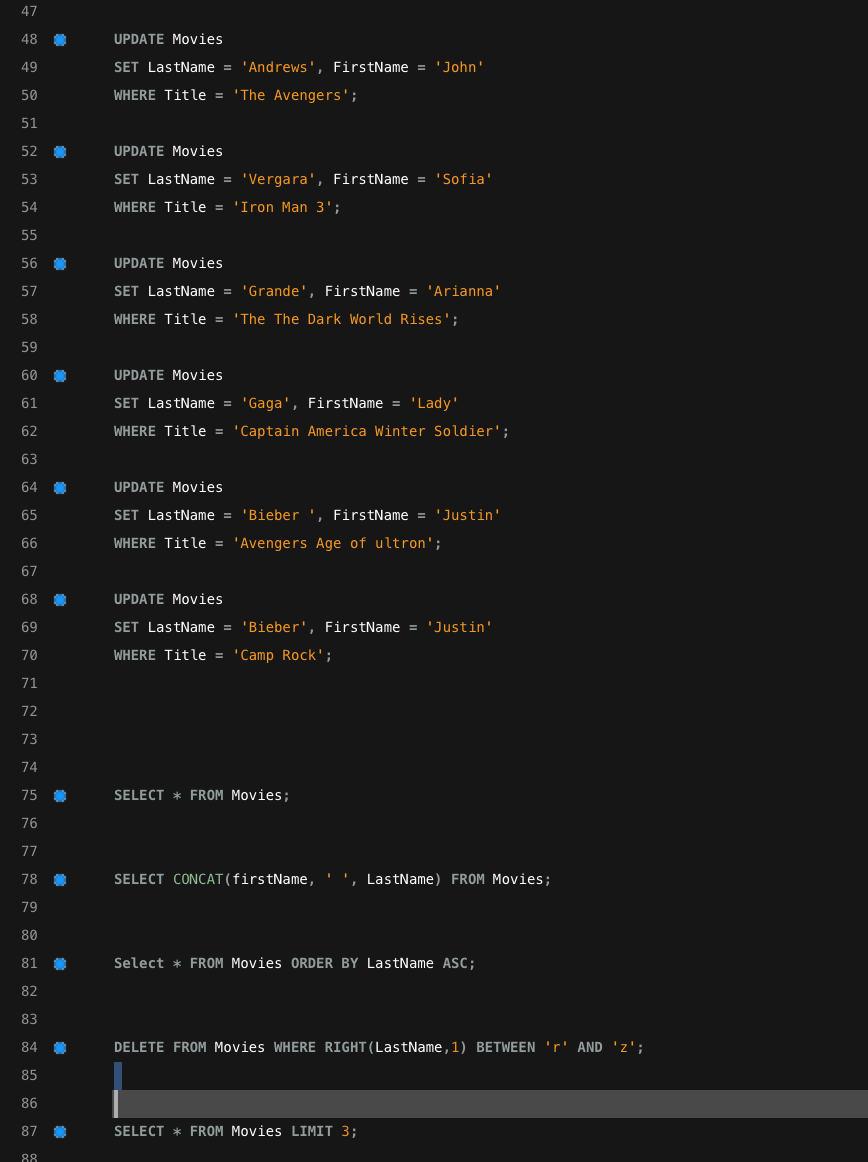 47
48 UPDATE Movies
49 SET LastName = 'Andrews', FirstName = 'John'
50 WHERE Title = 'The Avengers';
51
52 UPDATE Movies
53 SET LastName = 'Vergara', FirstName = 'Sofia'
54 WHERE Title = 'Iron Man 3';
55
56 UPDATE Movies
57 SET LastName = 'Grande', FirstName = 'Arianna'
58 WHERE Title = 'The The Dark World Rises';
59
60 UPDATE Movies
61 SET LastName = 'Gaga', FirstName = 'Lady'
62 WHERE Title = 'Captain America Winter Soldier';
63
64 UPDATE Movies
65 SET LastName = 'Bieber ', FirstName = 'Justin'
66 WHERE Title = 'Avengers Age of ultron';
67
68 UPDATE Movies
69 SET LastName = 'Bieber', FirstName = 'Justin'
70 WHERE Title = 'Camp Rock';
71
72
73
74
75 SELECT * FROM Movies;
76
77
78 SELECT CONCAT(firstName, ' ', LastName) FROM Movies;
79
80
81 Select * FROM Movies ORDER BY LastName ASC;
82
83
84 DELETE FROM Movies WHERE RIGHT(LastName,1) BETWEEN 'r' AND 'z';
85
86
87 SELECT * FROM Movies LIMIT 3;
88